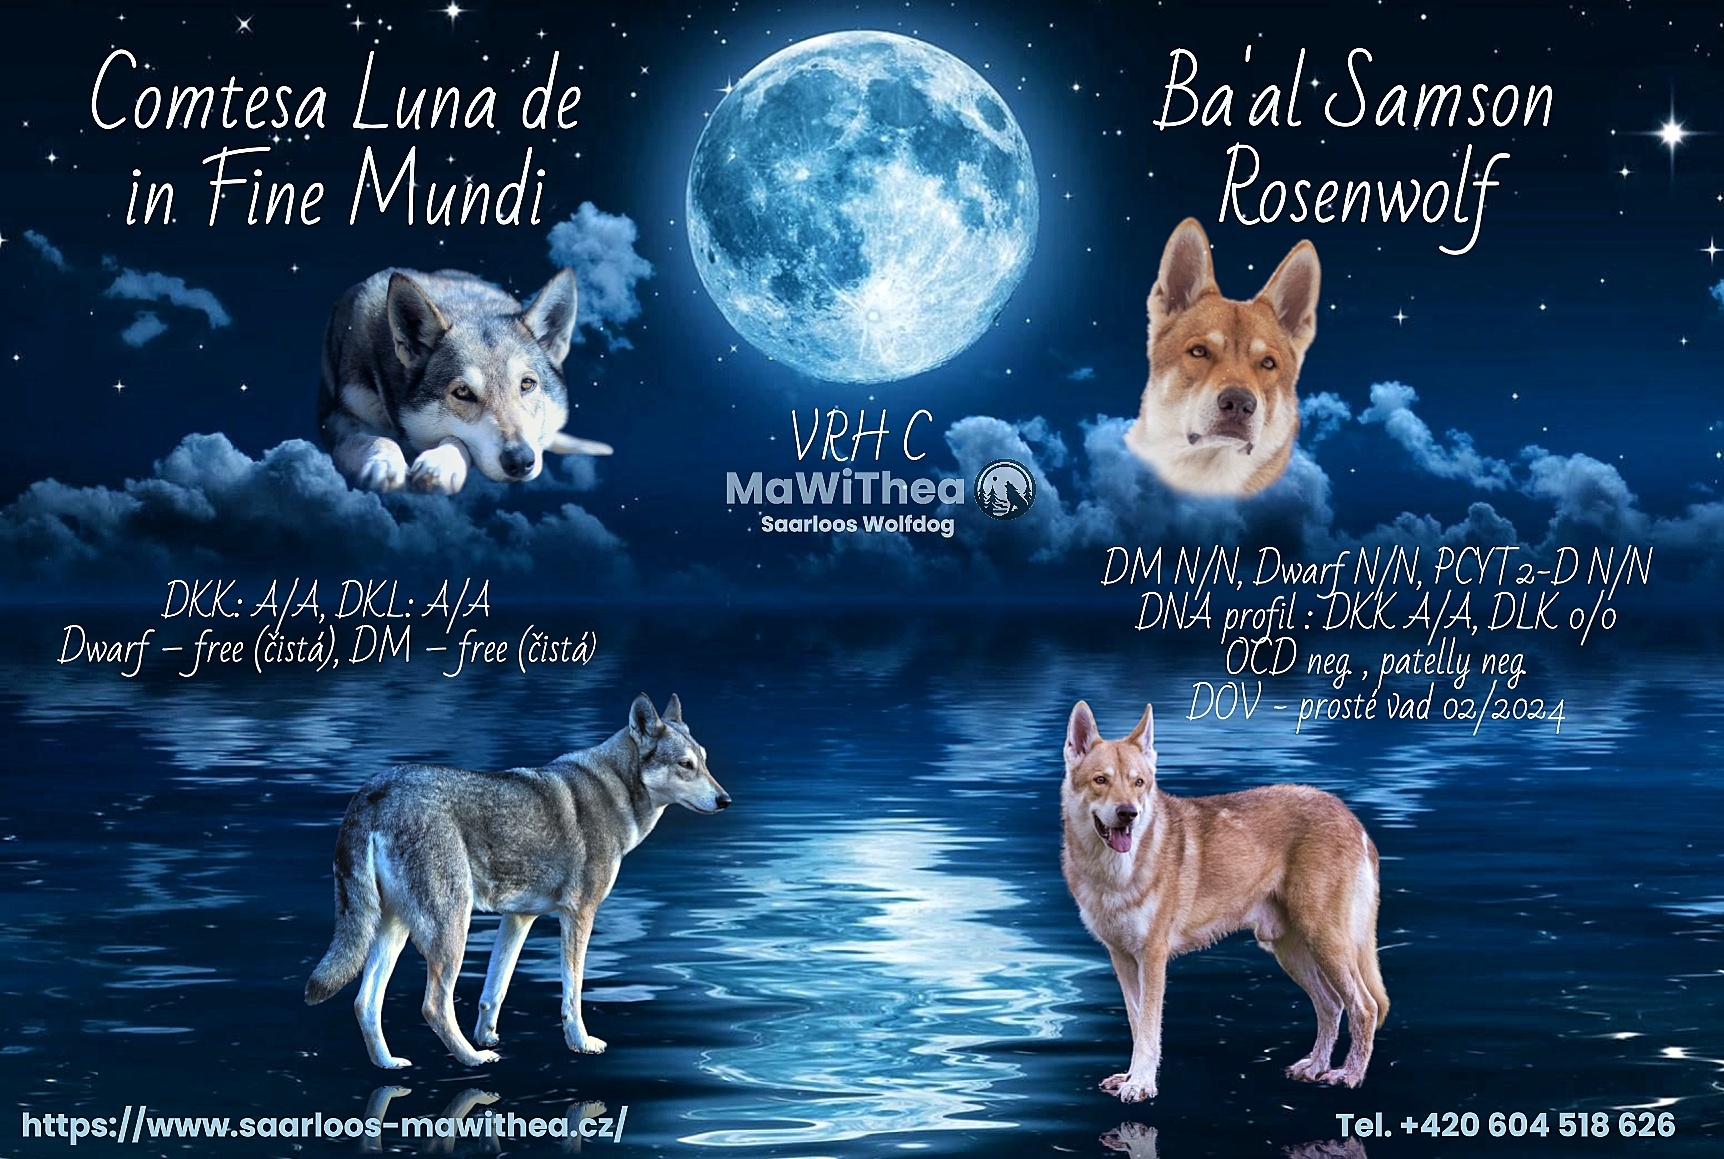 Comtesa Luna de
in Fine Mundi
Ba'al Samson
Rosenwolf
VRH C
MaWiThea
Saarloos Wolfdog
DKK: A/A, DKL: A/A
Dwarf – free (čistá), DM – free (čistá)
DM N/N, Dwarf N/N, PCYT2-D N/N
DNA profil : DKK A/A, DLK 0/0
OCD neg. , patelly neg.
DOV - prosté vad 02/2024
https://www.saarloos-mawithea.cz/
Tel. +420 604 518 626